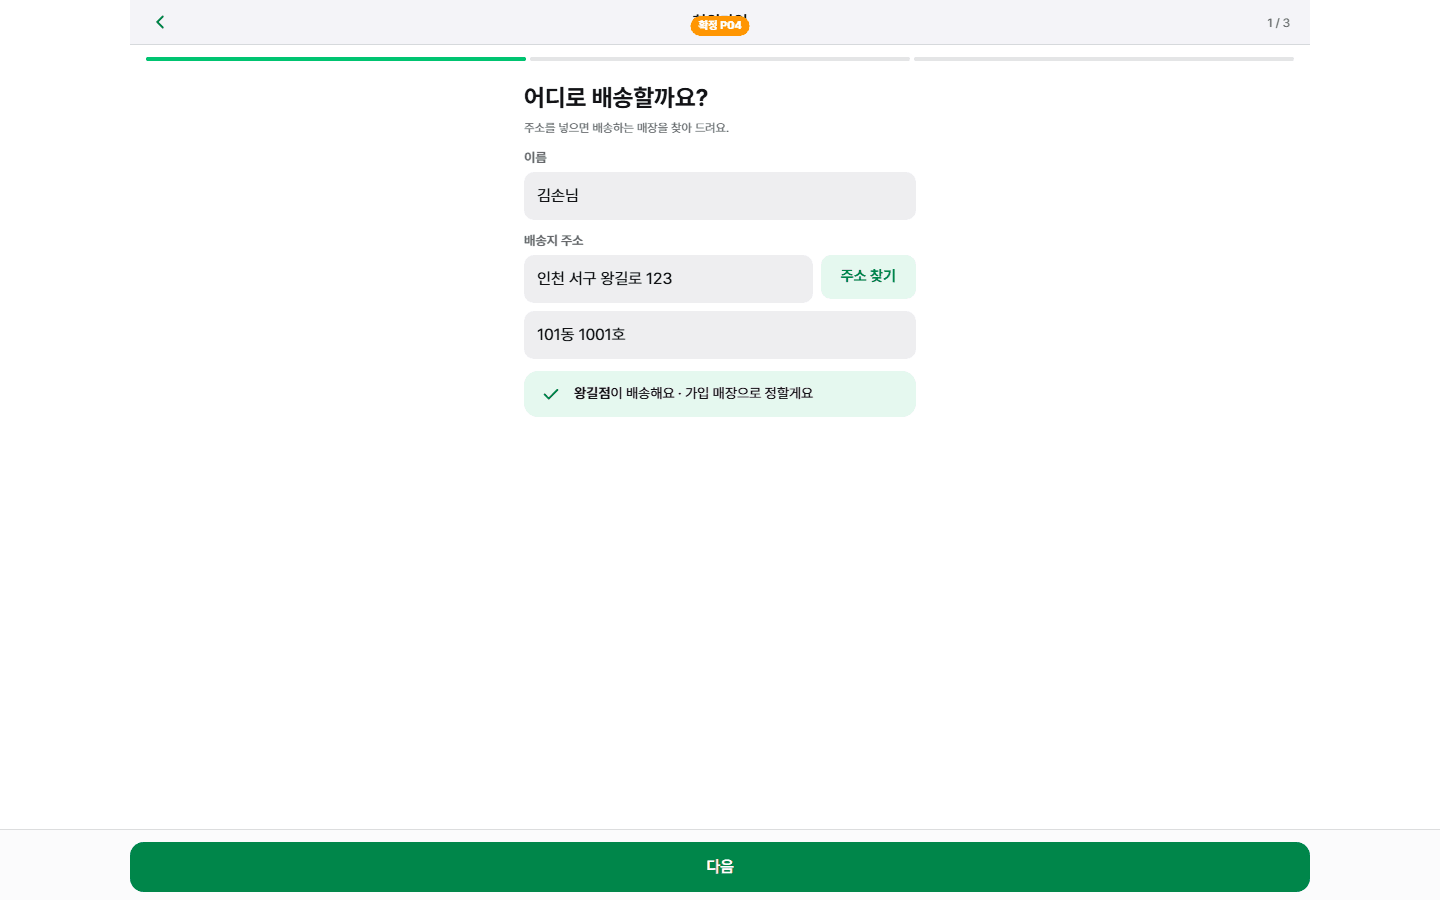 확정 P04
1 / 3
어디로 배송할까요?
주소를 넣으면 배송하는 매장을 찾아 드려요.
이름
김손님
배송지 주소
인천 서구 왕길로 123
주소 찾기
101동 1001호
왕길점이 배송해요 · 가입 매장으로 정할게요
다음